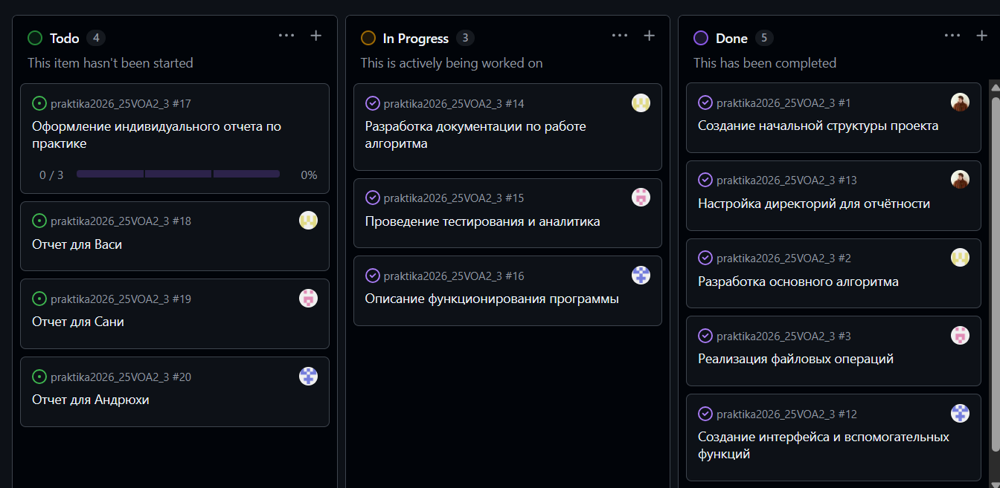 Todo 4
This item hasn't been started
praktika2026_25VOA2_3 #17
Оформление индивидуального отчета по
практике
0 / 3 0%
praktika2026_25VOA2_3 #18
Отчет для Васи
praktika2026_25VOA2_3 #19
Отчет для Сани
praktika2026_25VOA2_3 #20
Отчет для Андрюхи
In Progress 3
This is actively being worked on
praktika2026_25VOA2_3 #14
Разработка документации по работе
алгоритма
praktika2026_25VOA2_3 #15
Проведение тестирования и аналитика
praktika2026_25VOA2_3 #16
Описание функционирования программы
Done 5
This has been completed
praktika2026_25VOA2_3 #1
Создание начальной структуры проекта
praktika2026_25VOA2_3 #13
Настройка директорий для отчётности
praktika2026_25VOA2_3 #2
Разработка основного алгоритма
praktika2026_25VOA2_3 #3
Реализация файловых операций
praktika2026_25VOA2_3 #12
Создание интерфейса и вспомогательных
функций